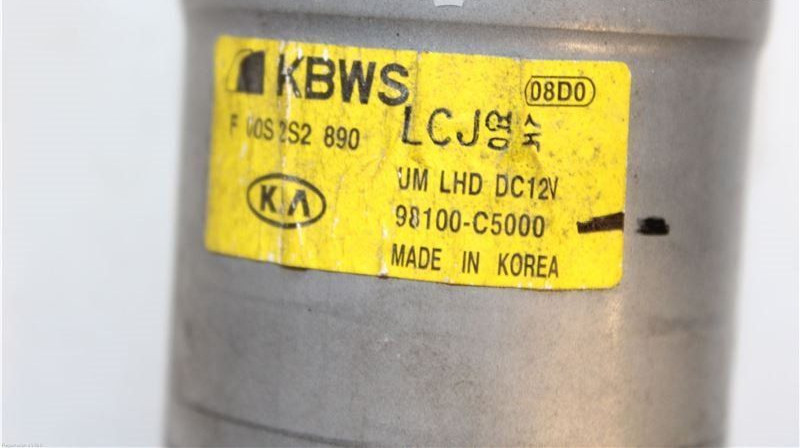 KBWS
08D0
F 00S 2S2 890
LCJ영숙
UM LHD DC12V
KIA
98100-C5000
MADE IN KOREA